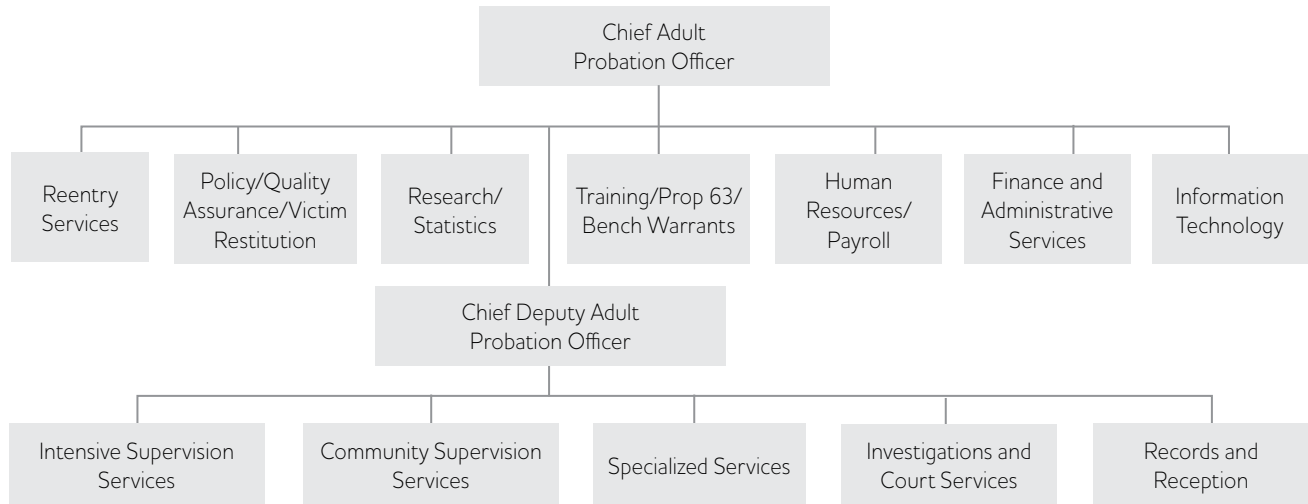 Chief Adult
Probation Officer
Reentry
Services
Policy/Quality
Assurance/Victim
Restitution
Research/
Statistics
Training/Prop 63/
Bench Warrants
Human
Resources/
Payroll
Finance and
Administrative
Services
Information
Technology
Chief Deputy Adult
Probation Officer
Intensive Supervision
Services
Community Supervision
Services
Specialized Services
Investigations and
Court Services
Records and
Reception